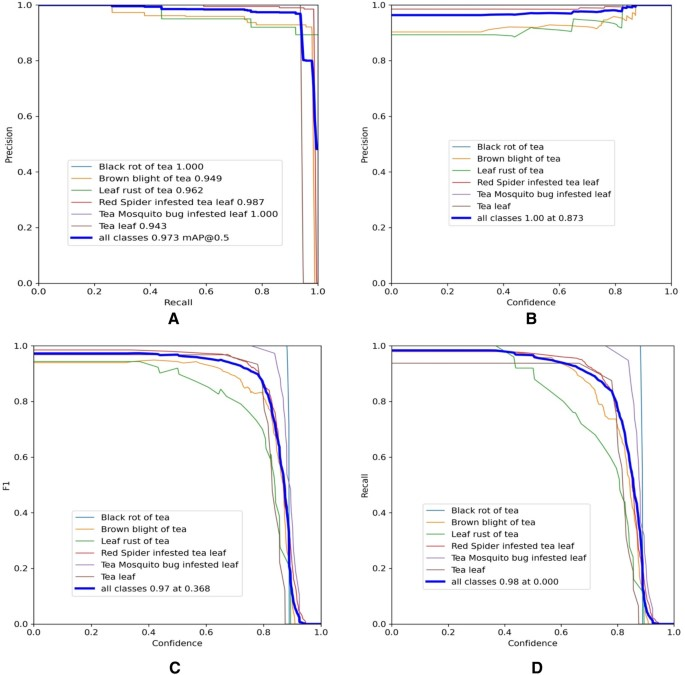 1.0
0.8
0.6
0.4
0.2
0.0
Precision
Black rot of tea 1.000
Brown blight of tea 0.949
Leaf rust of tea 0.962
Red Spider infested tea leaf 0.987
Tea Mosquito bug infested leaf 1.000
Tea leaf 0.943
all classes 0.973 mAP@0.5
0.0 0.2 0.4 0.6 0.8 1.0
Recall
A
1.0
0.8
0.6
0.4
0.2
0.0
Precision
Black rot of tea
Brown blight of tea
Leaf rust of tea
Red Spider infested tea leaf
Tea Mosquito bug infested leaf
Tea leaf
all classes 1.00 at 0.873
0.0 0.2 0.4 0.6 0.8 1.0
Confidence
B
1.0
0.8
0.6
0.4
0.2
0.0
F1
Black rot of tea
Brown blight of tea
Leaf rust of tea
Red Spider infested tea leaf
Tea Mosquito bug infested leaf
Tea leaf
all classes 0.97 at 0.368
0.0 0.2 0.4 0.6 0.8 1.0
Confidence
C
1.0
0.8
0.6
0.4
0.2
0.0
Recall
Black rot of tea
Brown blight of tea
Leaf rust of tea
Red Spider infested tea leaf
Tea Mosquito bug infested leaf
Tea leaf
all classes 0.98 at 0.000
0.0 0.2 0.4 0.6 0.8 1.0
Confidence
D